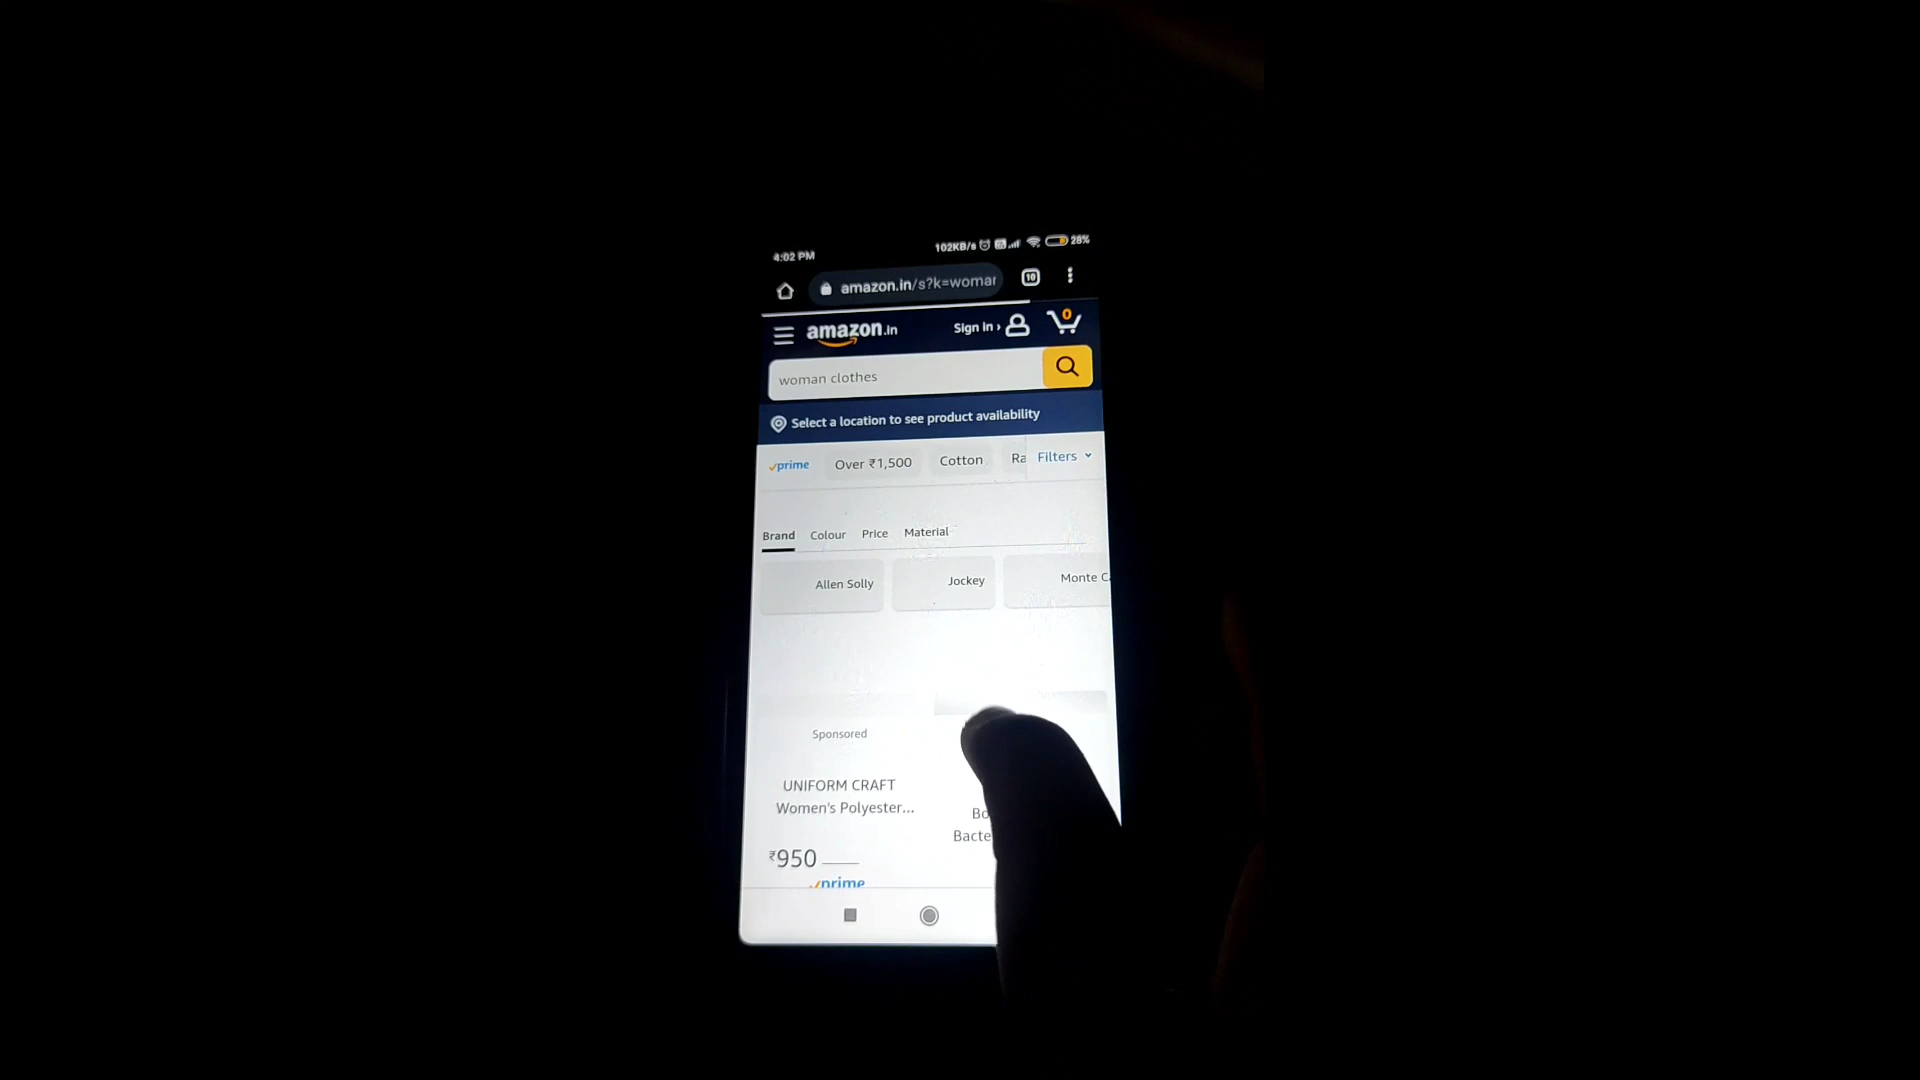 4:02 PM 102KB/s 28%
amazon.in/s?k=womar 10
amazon.in Sign in › 0
woman clothes
Select a location to see product availability
prime Over ₹1,500 Cotton Ra Filters
Brand Colour Price Material
Allen Solly Jockey Monte C
Sponsored
UNIFORM CRAFT
Women's Polyester...
Bo
Bacte
₹950
prime